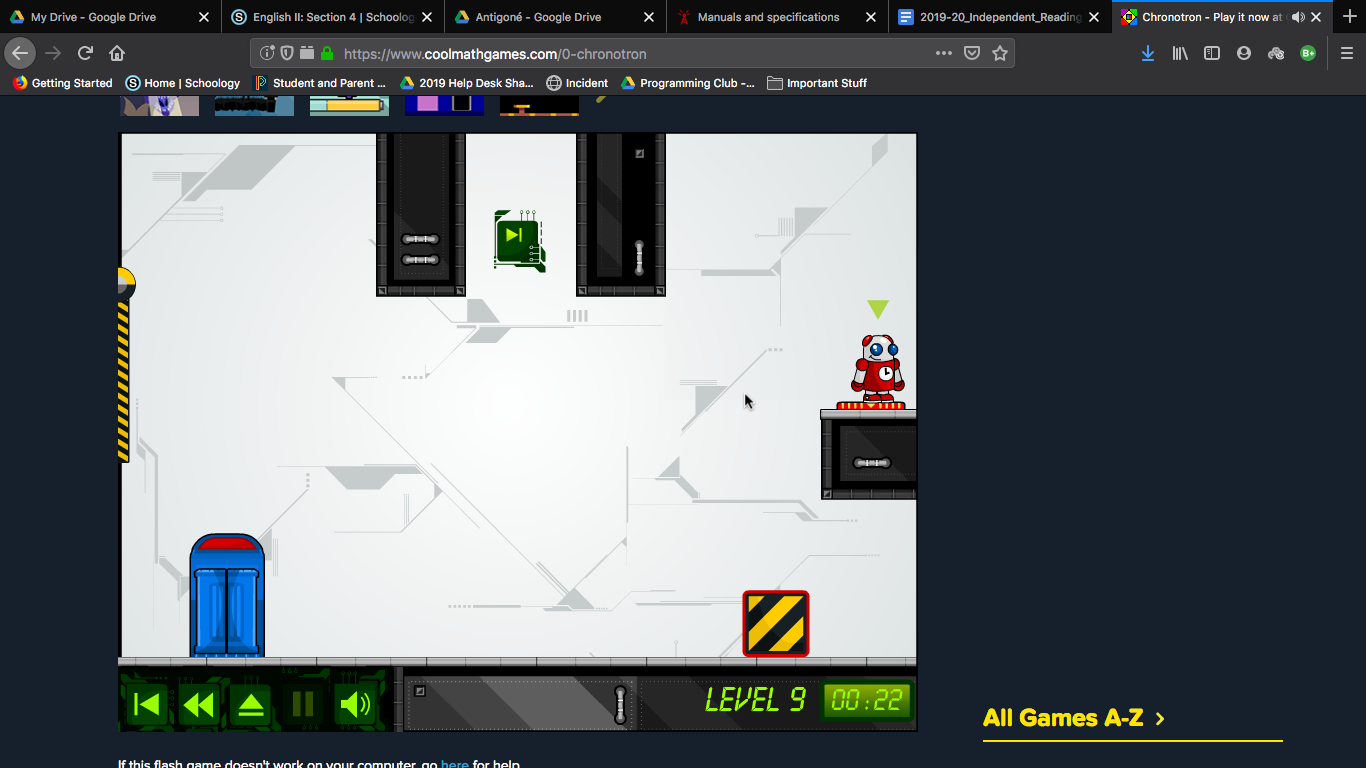 My Drive - Google Drive
English II: Section 4 | Schoolog
Antigoné - Google Drive
Manuals and specifications
2019-20_Independent_Reading
Chronotron - Play it now at
https://www.coolmathgames.com/0-chronotron
B+
Getting Started
Home | Schoology
Student and Parent ...
2019 Help Desk Sha...
Incident
Programming Club -...
Important Stuff
LEVEL 9
00:22
All Games A-Z
If this flash game doesn't work on your computer, go here for help.